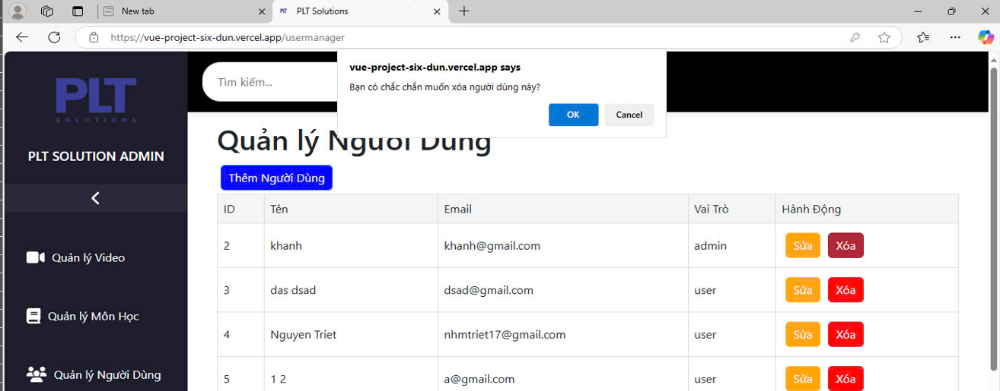 New tab
PLT Solutions
https://vue-project-six-dun.vercel.app/usermanager
vue-project-six-dun.vercel.app says
Bạn có chắc chắn muốn xóa người dùng này?
OK Cancel
PLT
SOLUTIONS
PLT SOLUTION ADMIN
Quản lý Video
Quản lý Môn Học
Quản lý Người Dùng
Tìm kiếm...
Quản lý Người Dùng
Thêm Người Dùng
ID Tên Email Vai Trò Hành Động
2 khanh khanh@gmail.com admin Sửa Xóa
3 das dsad dsad@gmail.com user Sửa Xóa
4 Nguyen Triet nhmtriet17@gmail.com user Sửa Xóa
5 1 2 a@gmail.com user Sửa Xóa